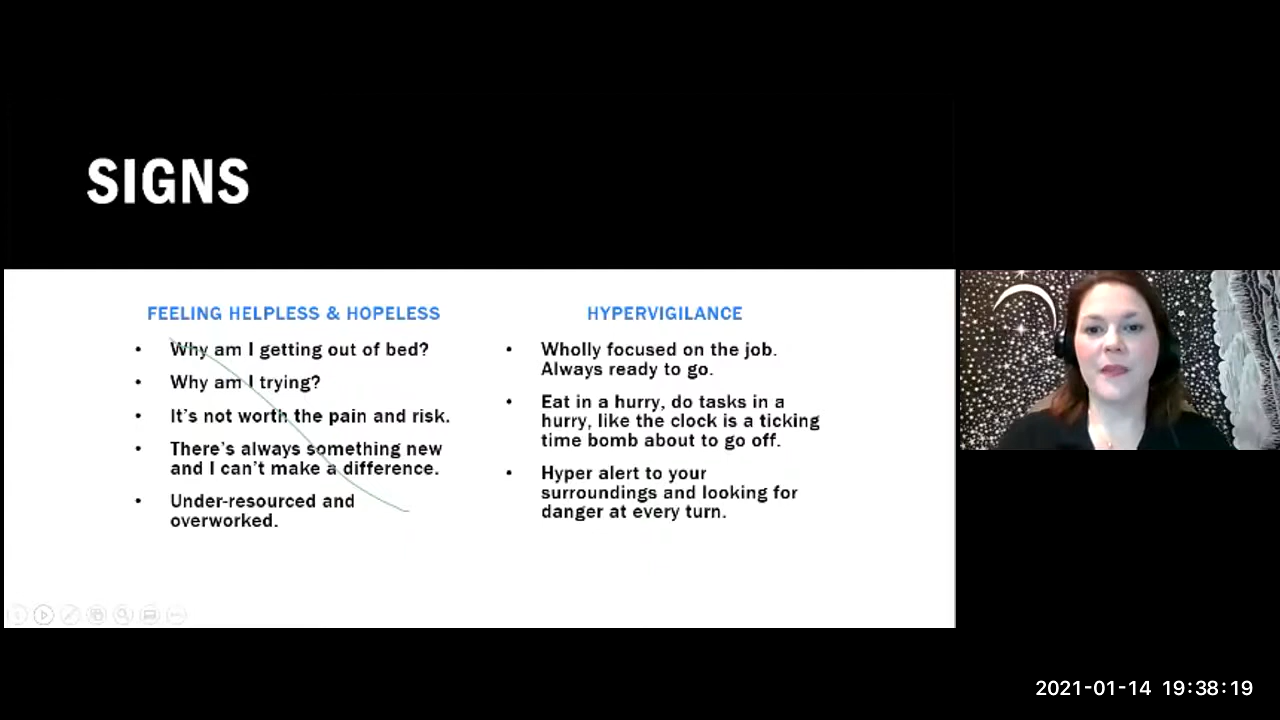 SIGNS
FEELING HELPLESS & HOPELESS
• Why am I getting out of bed?
• Why am I trying?
• It's not worth the pain and risk.
• There's always something new
and I can't make a difference.
• Under-resourced and
overworked.
HYPERVIGILANCE
• Wholly focused on the job.
Always ready to go.
• Eat in a hurry, do tasks in a
hurry, like the clock is a ticking
time bomb about to go off.
• Hyper alert to your
surroundings and looking for
danger at every turn.
2021-01-14 19:38:19